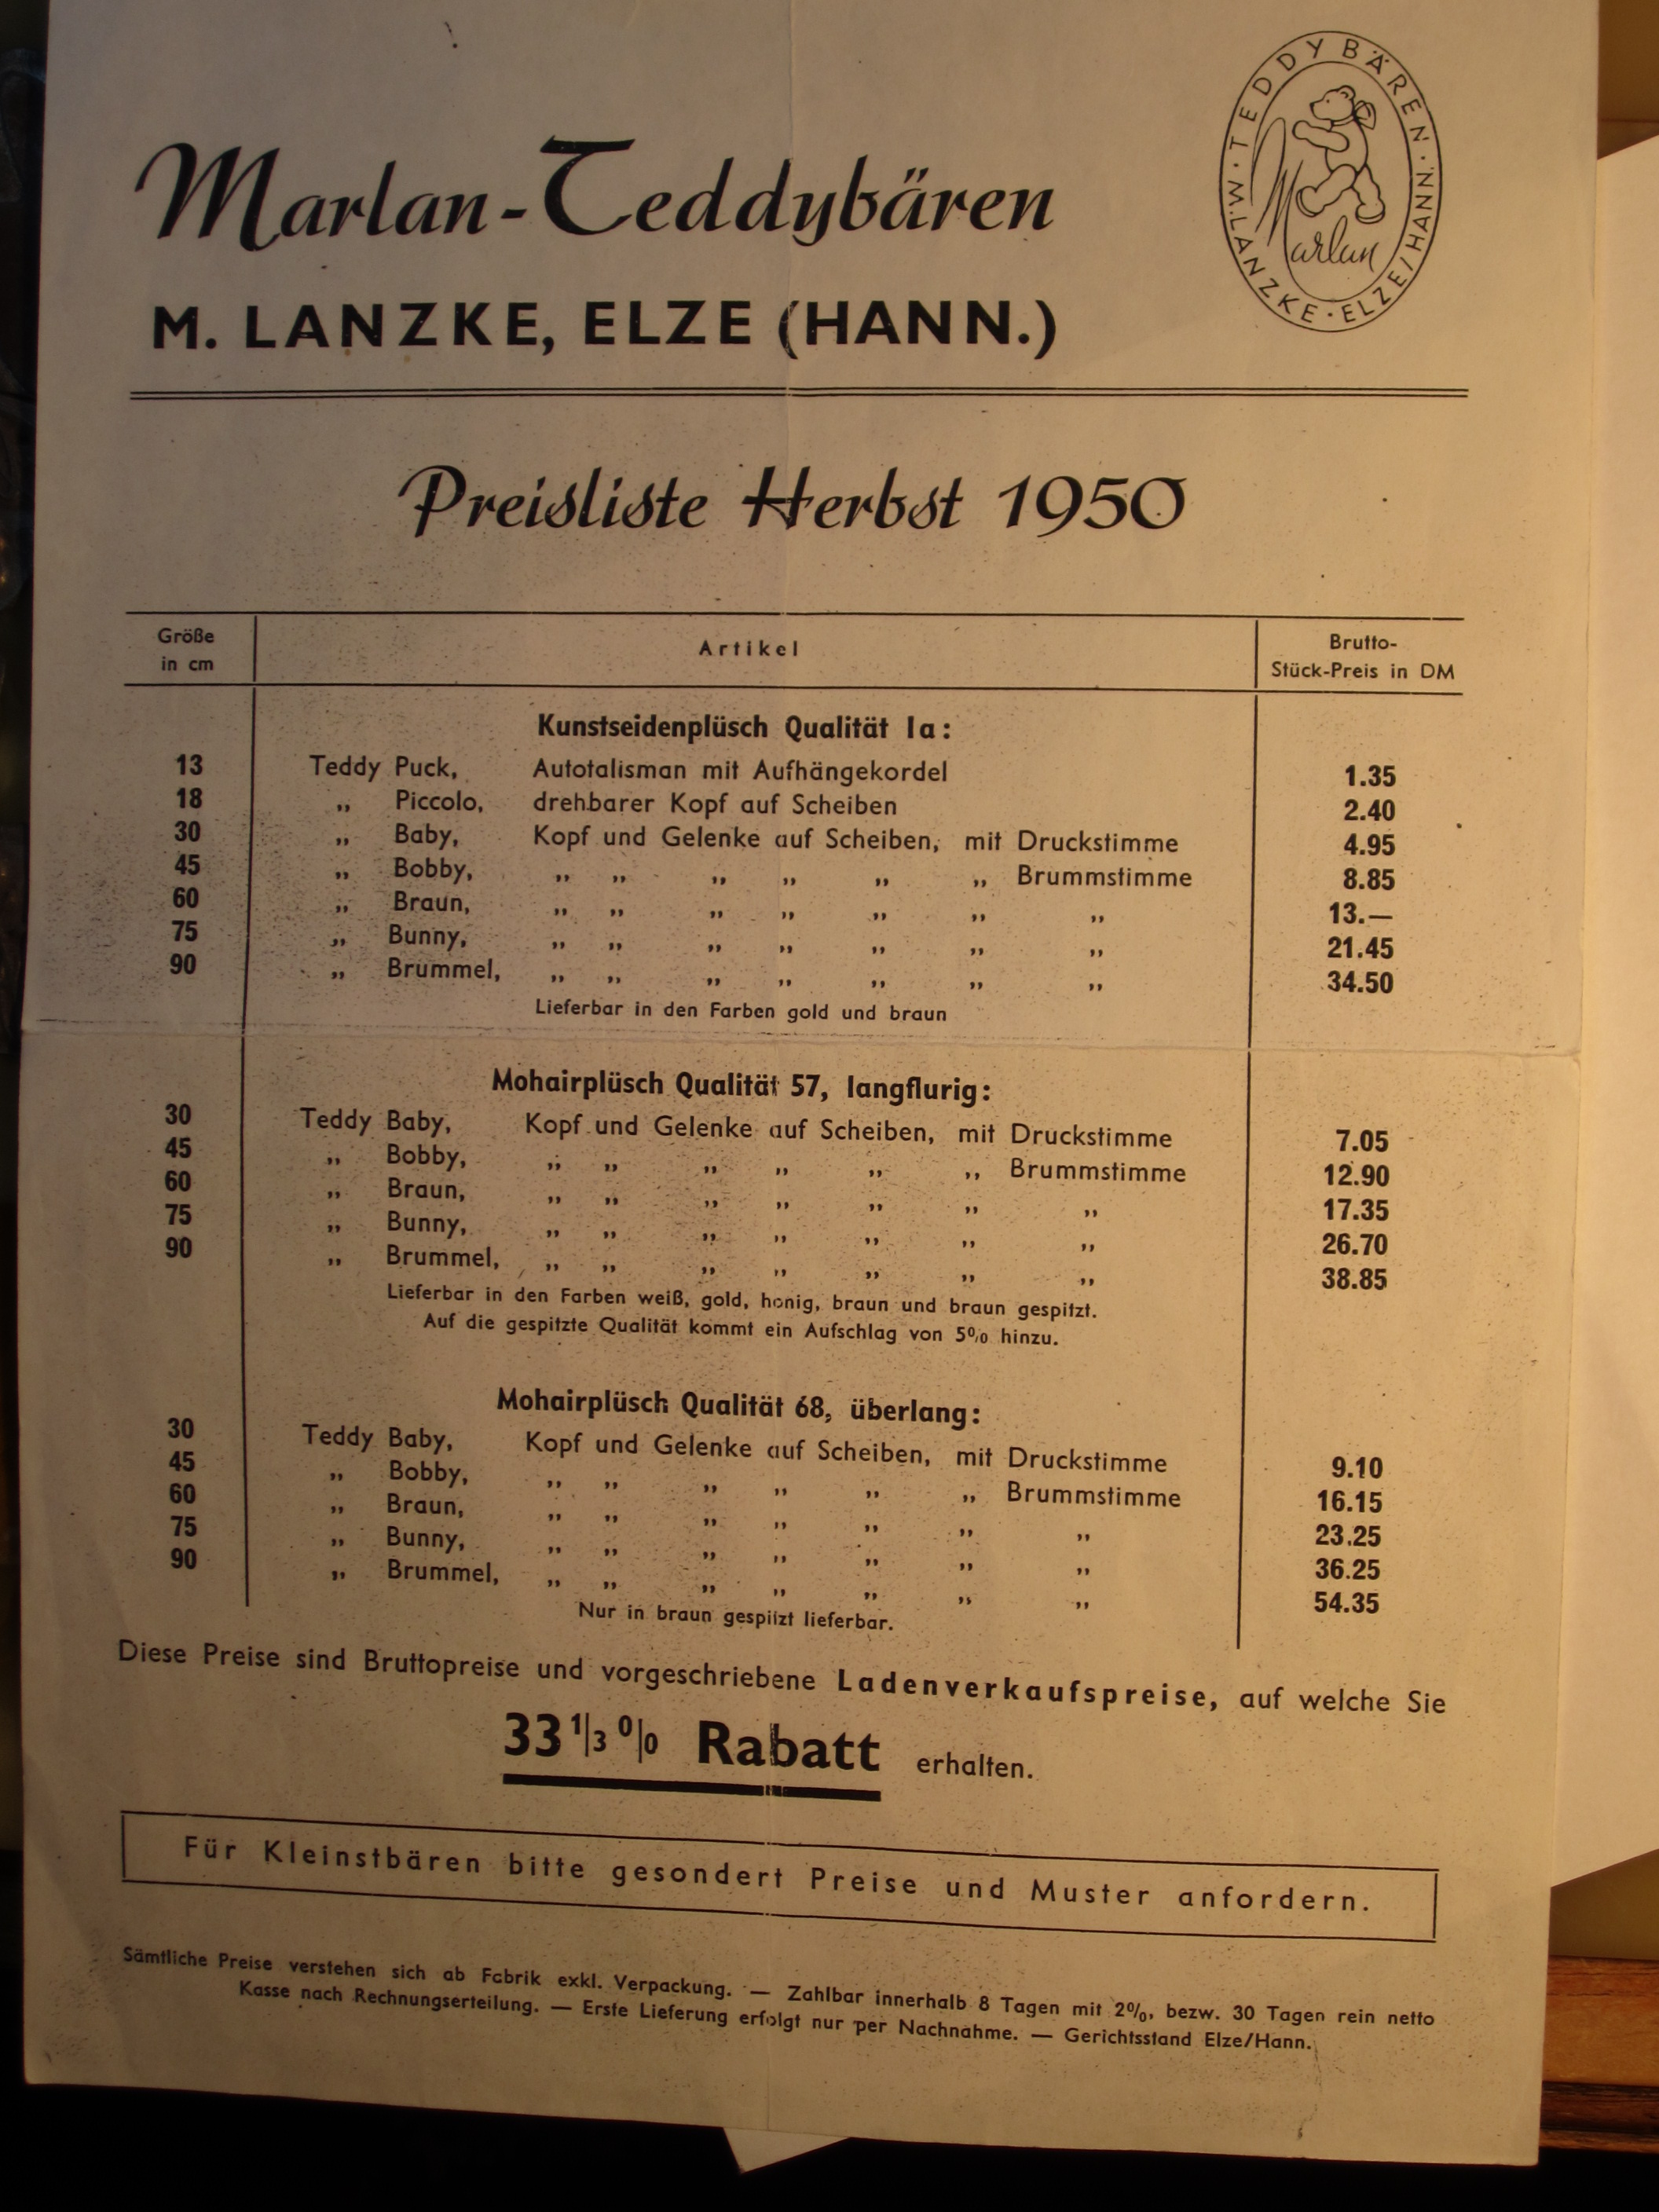 Marlan-Teddybären
TEDDYBÄREN · M.LTW. LANZKE · ELZE/HANN. ·
Marlan
M. LANZKE, ELZE (HANN.)
Preisliste Herbst 1950
Größe in cm Artikel Brutto-Stück-Preis in DM
Kunstseidenplüsch Qualität Ia:
13 Teddy Puck, Autotalisman mit Aufhängekordel 1.35
18 „ Piccolo, drehbarer Kopf auf Scheiben 2.40
30 „ Baby, Kopf und Gelenke auf Scheiben, mit Druckstimme 4.95
45 „ Bobby, „ „ „ „ „ „ Brummstimme 8.85
60 „ Braun, „ „ „ „ „ „ „ 13.—
75 „ Bunny, „ „ „ „ „ „ „ 21.45
90 „ Brummel, „ „ „ „ „ „ „ 34.50
Lieferbar in den Farben gold und braun
Mohairplüsch Qualität 57, langflurig:
30 Teddy Baby, Kopf und Gelenke auf Scheiben, mit Druckstimme 7.05
45 „ Bobby, „ „ „ „ „ „ Brummstimme 12.90
60 „ Braun, „ „ „ „ „ „ „ 17.35
75 „ Bunny, „ „ „ „ „ „ „ 26.70
90 „ Brummel, „ „ „ „ „ „ „ 38.85
Lieferbar in den Farben weiß, gold, honig, braun und braun gespitzt.
Auf die gespitzte Qualität kommt ein Aufschlag von 5% hinzu.
Mohairplüsch Qualität 68, überlang:
30 Teddy Baby, Kopf und Gelenke auf Scheiben, mit Druckstimme 9.10
45 „ Bobby, „ „ „ „ „ „ Brummstimme 16.15
60 „ Braun, „ „ „ „ „ „ „ 23.25
75 „ Bunny, „ „ „ „ „ „ „ 36.25
90 „ Brummel, „ „ „ „ „ „ „ 54.35
Nur in braun gespitzt lieferbar.
Diese Preise sind Bruttopreise und vorgeschriebene Ladenverkaufspreise, auf welche Sie
33 1/3 % Rabatt erhalten.
Für Kleinstbären bitte gesondert Preise und Muster anfordern.
Sämtliche Preise verstehen sich ab Fabrik exkl. Verpackung. — Zahlbar innerhalb 8 Tagen mit 2%, bezw. 30 Tagen rein netto
Kasse nach Rechnungserteilung. — Erste Lieferung erfolgt nur per Nachnahme. — Gerichtsstand Elze/Hann.